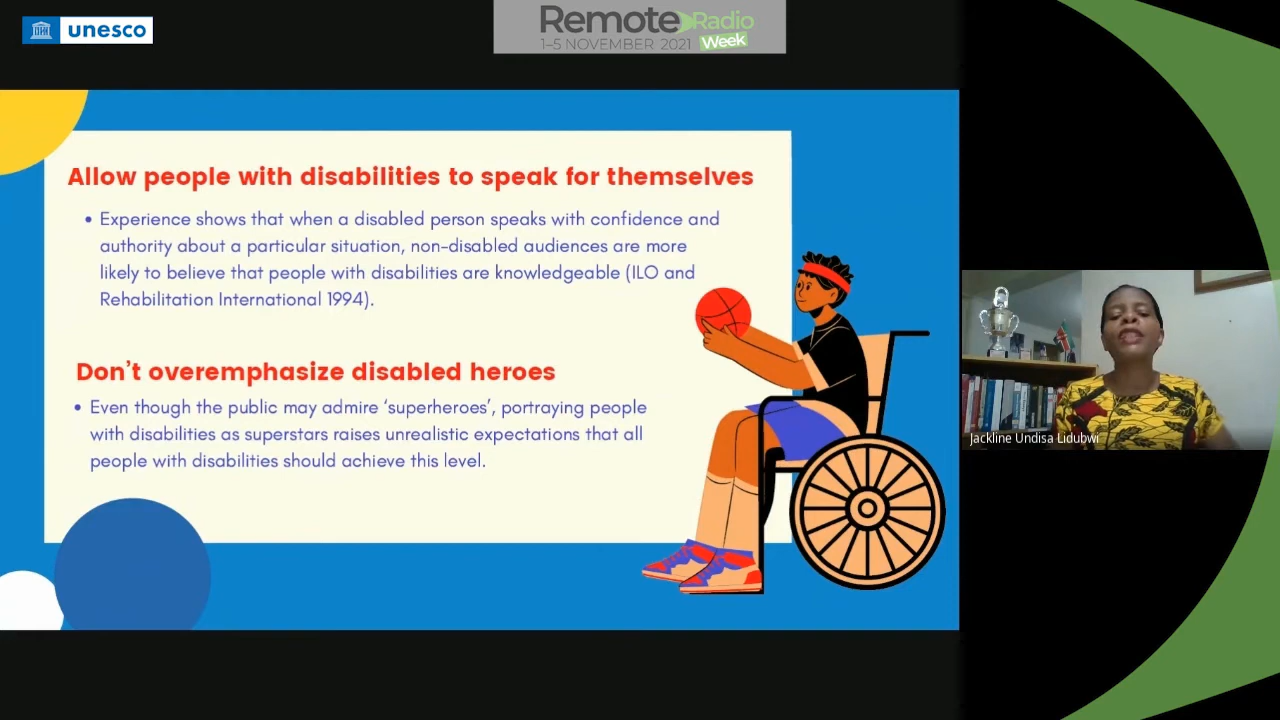 unesco
Remote Radio
1–5 NOVEMBER 2021 Week
Allow people with disabilities to speak for themselves
• Experience shows that when a disabled person speaks with confidence and
authority about a particular situation, non-disabled audiences are more
likely to believe that people with disabilities are knowledgeable (ILO and
Rehabilitation International 1994).
Don’t overemphasize disabled heroes
• Even though the public may admire ‘superheroes’, portraying people
with disabilities as superstars raises unrealistic expectations that all
people with disabilities should achieve this level.
Jackline Undisa Lidubwi